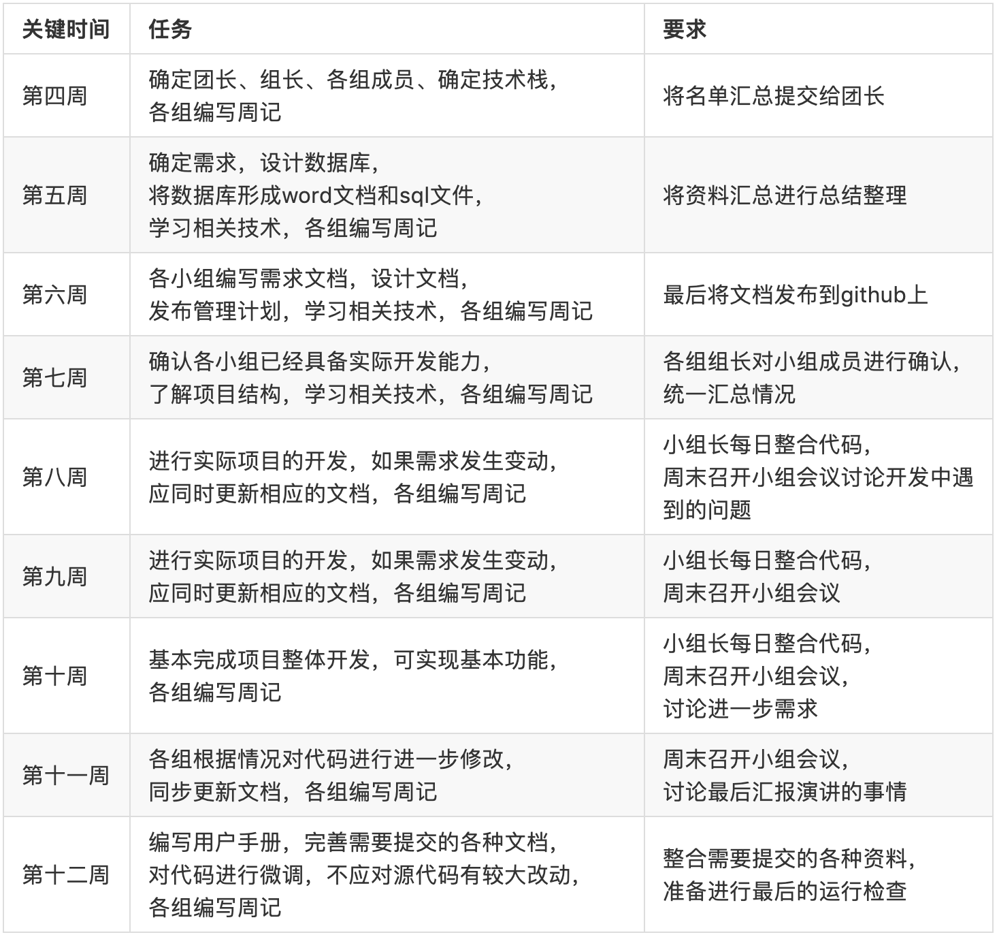 关键时间
任务
要求
第四周
确定团长、组长、各组成员、确定技术栈，
各组编写周记
将名单汇总提交给团长
第五周
确定需求，设计数据库，
将数据库形成word文档和sql文件，
学习相关技术，各组编写周记
将资料汇总进行总结整理
第六周
各小组编写需求文档，设计文档，
发布管理计划，学习相关技术，各组编写周记
最后将文档发布到github上
第七周
确认各小组已经具备实际开发能力，
了解项目结构，学习相关技术，各组编写周记
各组组长对小组成员进行确认，
统一汇总情况
第八周
进行实际项目的开发，如果需求发生变动，
应同时更新相应的文档，各组编写周记
小组长每日整合代码，
周末召开小组会议讨论开发中遇
到的问题
第九周
进行实际项目的开发，如果需求发生变动，
应同时更新相应的文档，各组编写周记
小组长每日整合代码，
周末召开小组会议
第十周
基本完成项目整体开发，可实现基本功能，
各组编写周记
小组长每日整合代码，
周末召开小组会议，
讨论进一步需求
第十一周
各组根据情况对代码进行进一步修改，
同步更新文档，各组编写周记
周末召开小组会议，
讨论最后汇报演讲的事情
第十二周
编写用户手册，完善需要提交的各种文档，
对代码进行微调，不应对源代码有较大改动，
各组编写周记
整合需要提交的各种资料，
准备进行最后的运行检查